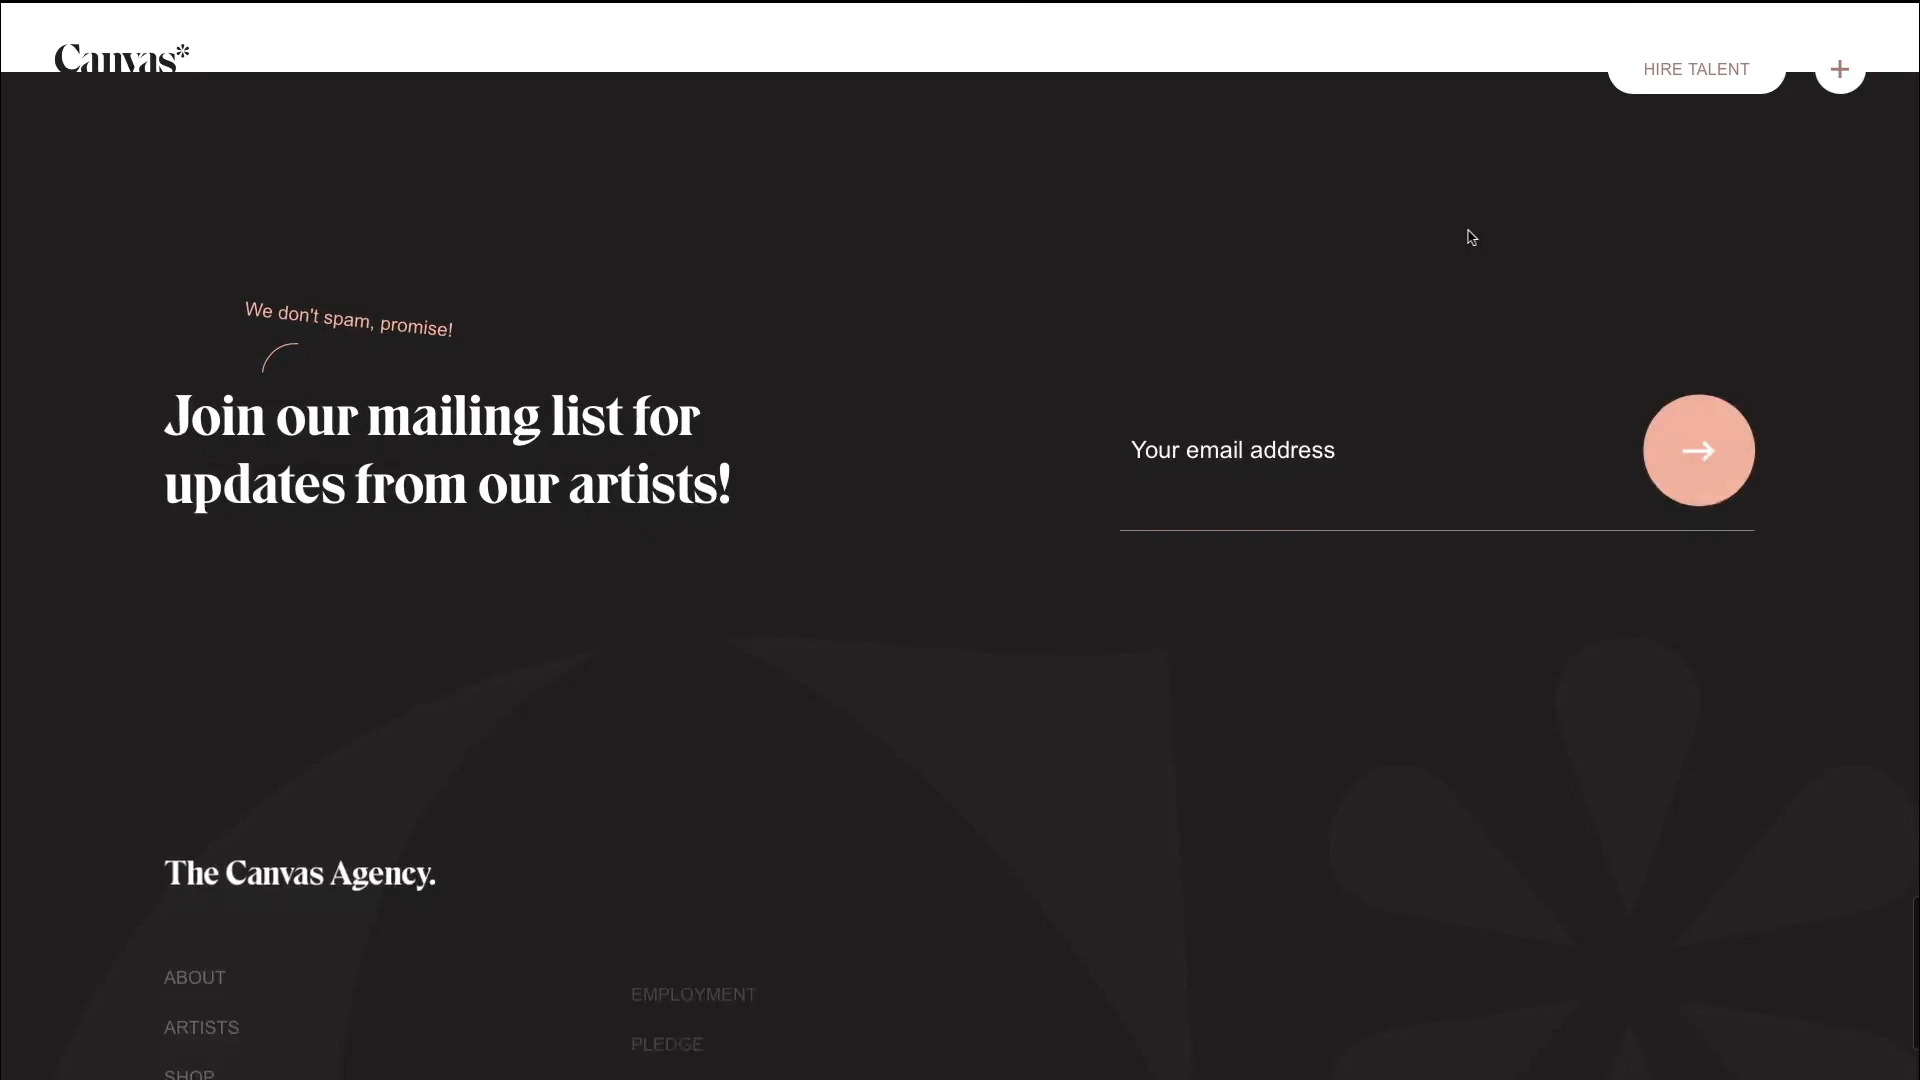 Canvas*
HIRE TALENT
We don't spam, promise!
Join our mailing list for
updates from our artists!
Your email address
The Canvas Agency.
ABOUT
ARTISTS
SHOP
EMPLOYMENT
PLEDGE